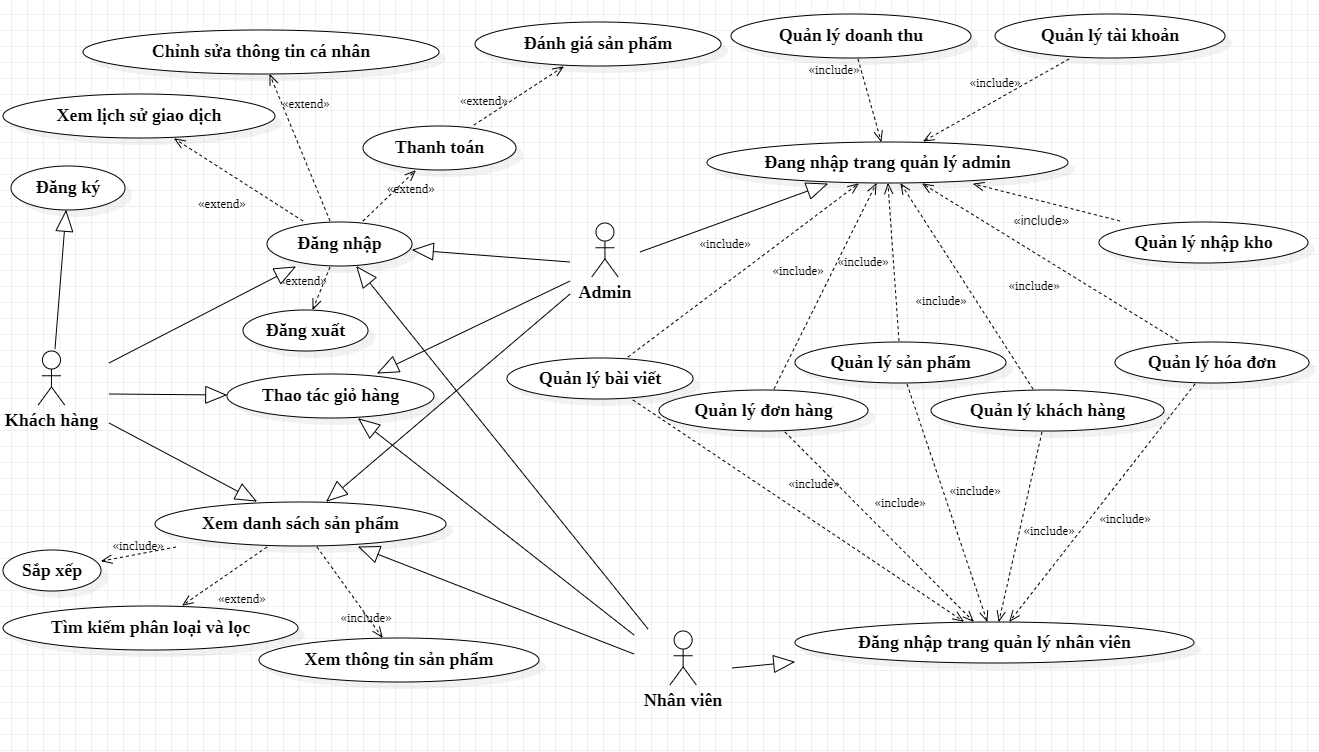 Quản lý doanh thu
Quản lý tài khoản
Đánh giá sản phẩm
Chỉnh sửa thông tin cá nhân
«include»
«include»
«extend»
«extend»
Xem lịch sử giao dịch
Thanh toán
Đang nhập trang quản lý admin
Đăng ký
«extend»
«extend»
«include»
Đăng nhập
«include»
Quản lý nhập kho
«include»
«include»
«extend»
«include»
Admin
«include»
Đăng xuất
Quản lý sản phẩm
Quản lý hóa đơn
Quản lý bài viết
Thao tác giỏ hàng
Quản lý đơn hàng
Quản lý khách hàng
Khách hàng
«include»
«include»
«include»
«include»
«include»
Xem danh sách sản phẩm
«include»
Sắp xếp
«extend»
«include»
Tìm kiếm phân loại và lọc
Đăng nhập trang quản lý nhân viên
Xem thông tin sản phẩm
Nhân viên